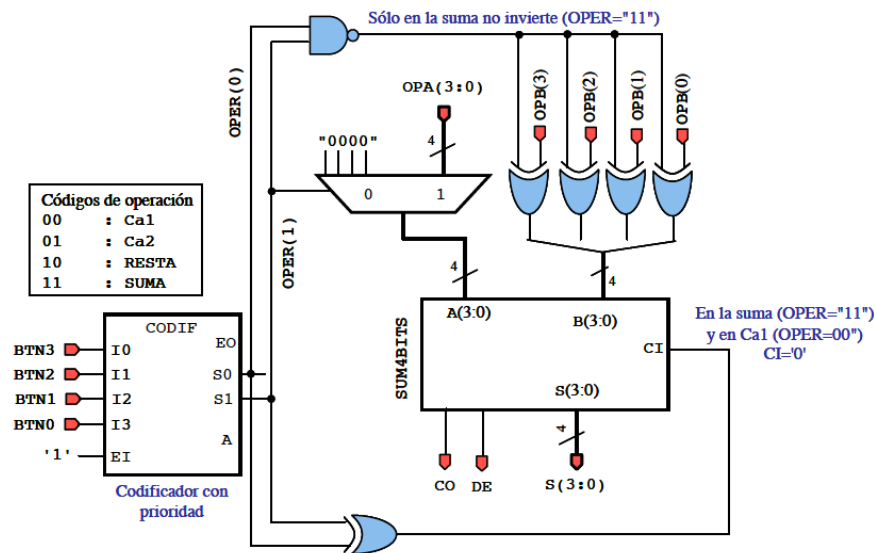 Sólo en la suma no invierte (OPER="11")
OPER(0)
OPA(3:0)
OPB(3)
OPB(2)
OPB(1)
OPB(0)
"0000"
4
0 1
Códigos de operación
00 : Ca1
01 : Ca2
10 : RESTA
11 : SUMA
OPER(1)
4
4
A(3:0)
B(3:0)
CI
SUM4BITS
S(3:0)
En la suma (OPER="11")
y en Ca1 (OPER=00")
CI='0'
CODIF
EO
BTN3
I0
BTN2
I1
S0
BTN1
I2
S1
BTN0
I3
A
'1'
EI
4
CO
DE
S(3:0)
Codificador con
prioridad